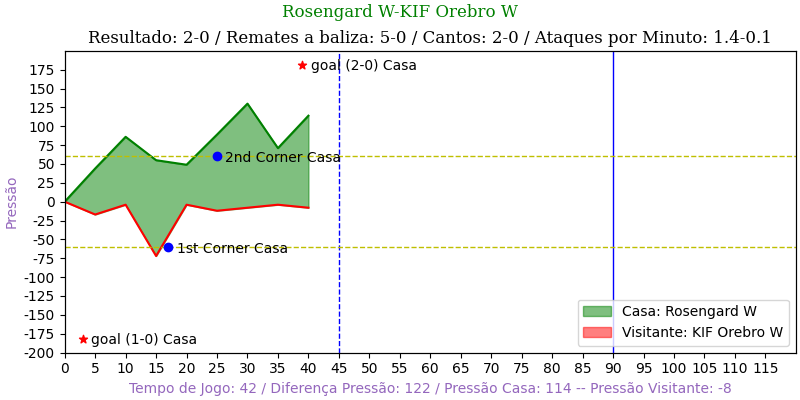 Rosengard W-KIF Orebro W
Resultado: 2-0 / Remates a baliza: 5-0 / Cantos: 2-0 / Ataques por Minuto: 1.4-0.1
175
150
125
100
75
50
25
0
-25
-50
-75
-100
-125
-150
-175
-200
Pressão
goal (2-0) Casa
2nd Corner Casa
1st Corner Casa
goal (1-0) Casa
Casa: Rosengard W
Visitante: KIF Orebro W
0 5 10 15 20 25 30 35 40 45 50 55 60 65 70 75 80 85 90 95 100 105 110 115
Tempo de Jogo: 42 / Diferença Pressão: 122 / Pressão Casa: 114 -- Pressão Visitante: -8